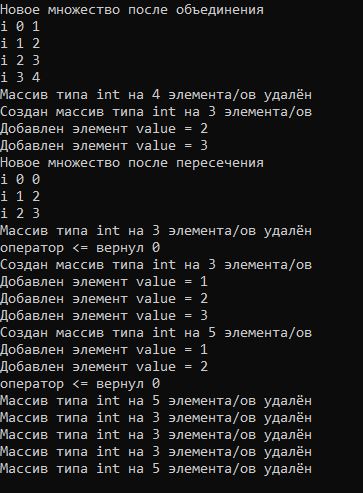 Новое множество после объединения
i 0 1
i 1 2
i 2 3
i 3 4
Массив типа int на 4 элемента/ов удалён
Создан массив типа int на 3 элемента/ов
Добавлен элемент value = 2
Добавлен элемент value = 3
Новое множество после пересечения
i 0 0
i 1 2
i 2 3
Массив типа int на 3 элемента/ов удалён
оператор <= вернул 0
Создан массив типа int на 3 элемента/ов
Добавлен элемент value = 1
Добавлен элемент value = 2
Добавлен элемент value = 3
Создан массив типа int на 5 элемента/ов
Добавлен элемент value = 1
Добавлен элемент value = 2
оператор <= вернул 0
Массив типа int на 5 элемента/ов удалён
Массив типа int на 3 элемента/ов удалён
Массив типа int на 3 элемента/ов удалён
Массив типа int на 3 элемента/ов удалён
Массив типа int на 5 элемента/ов удалён